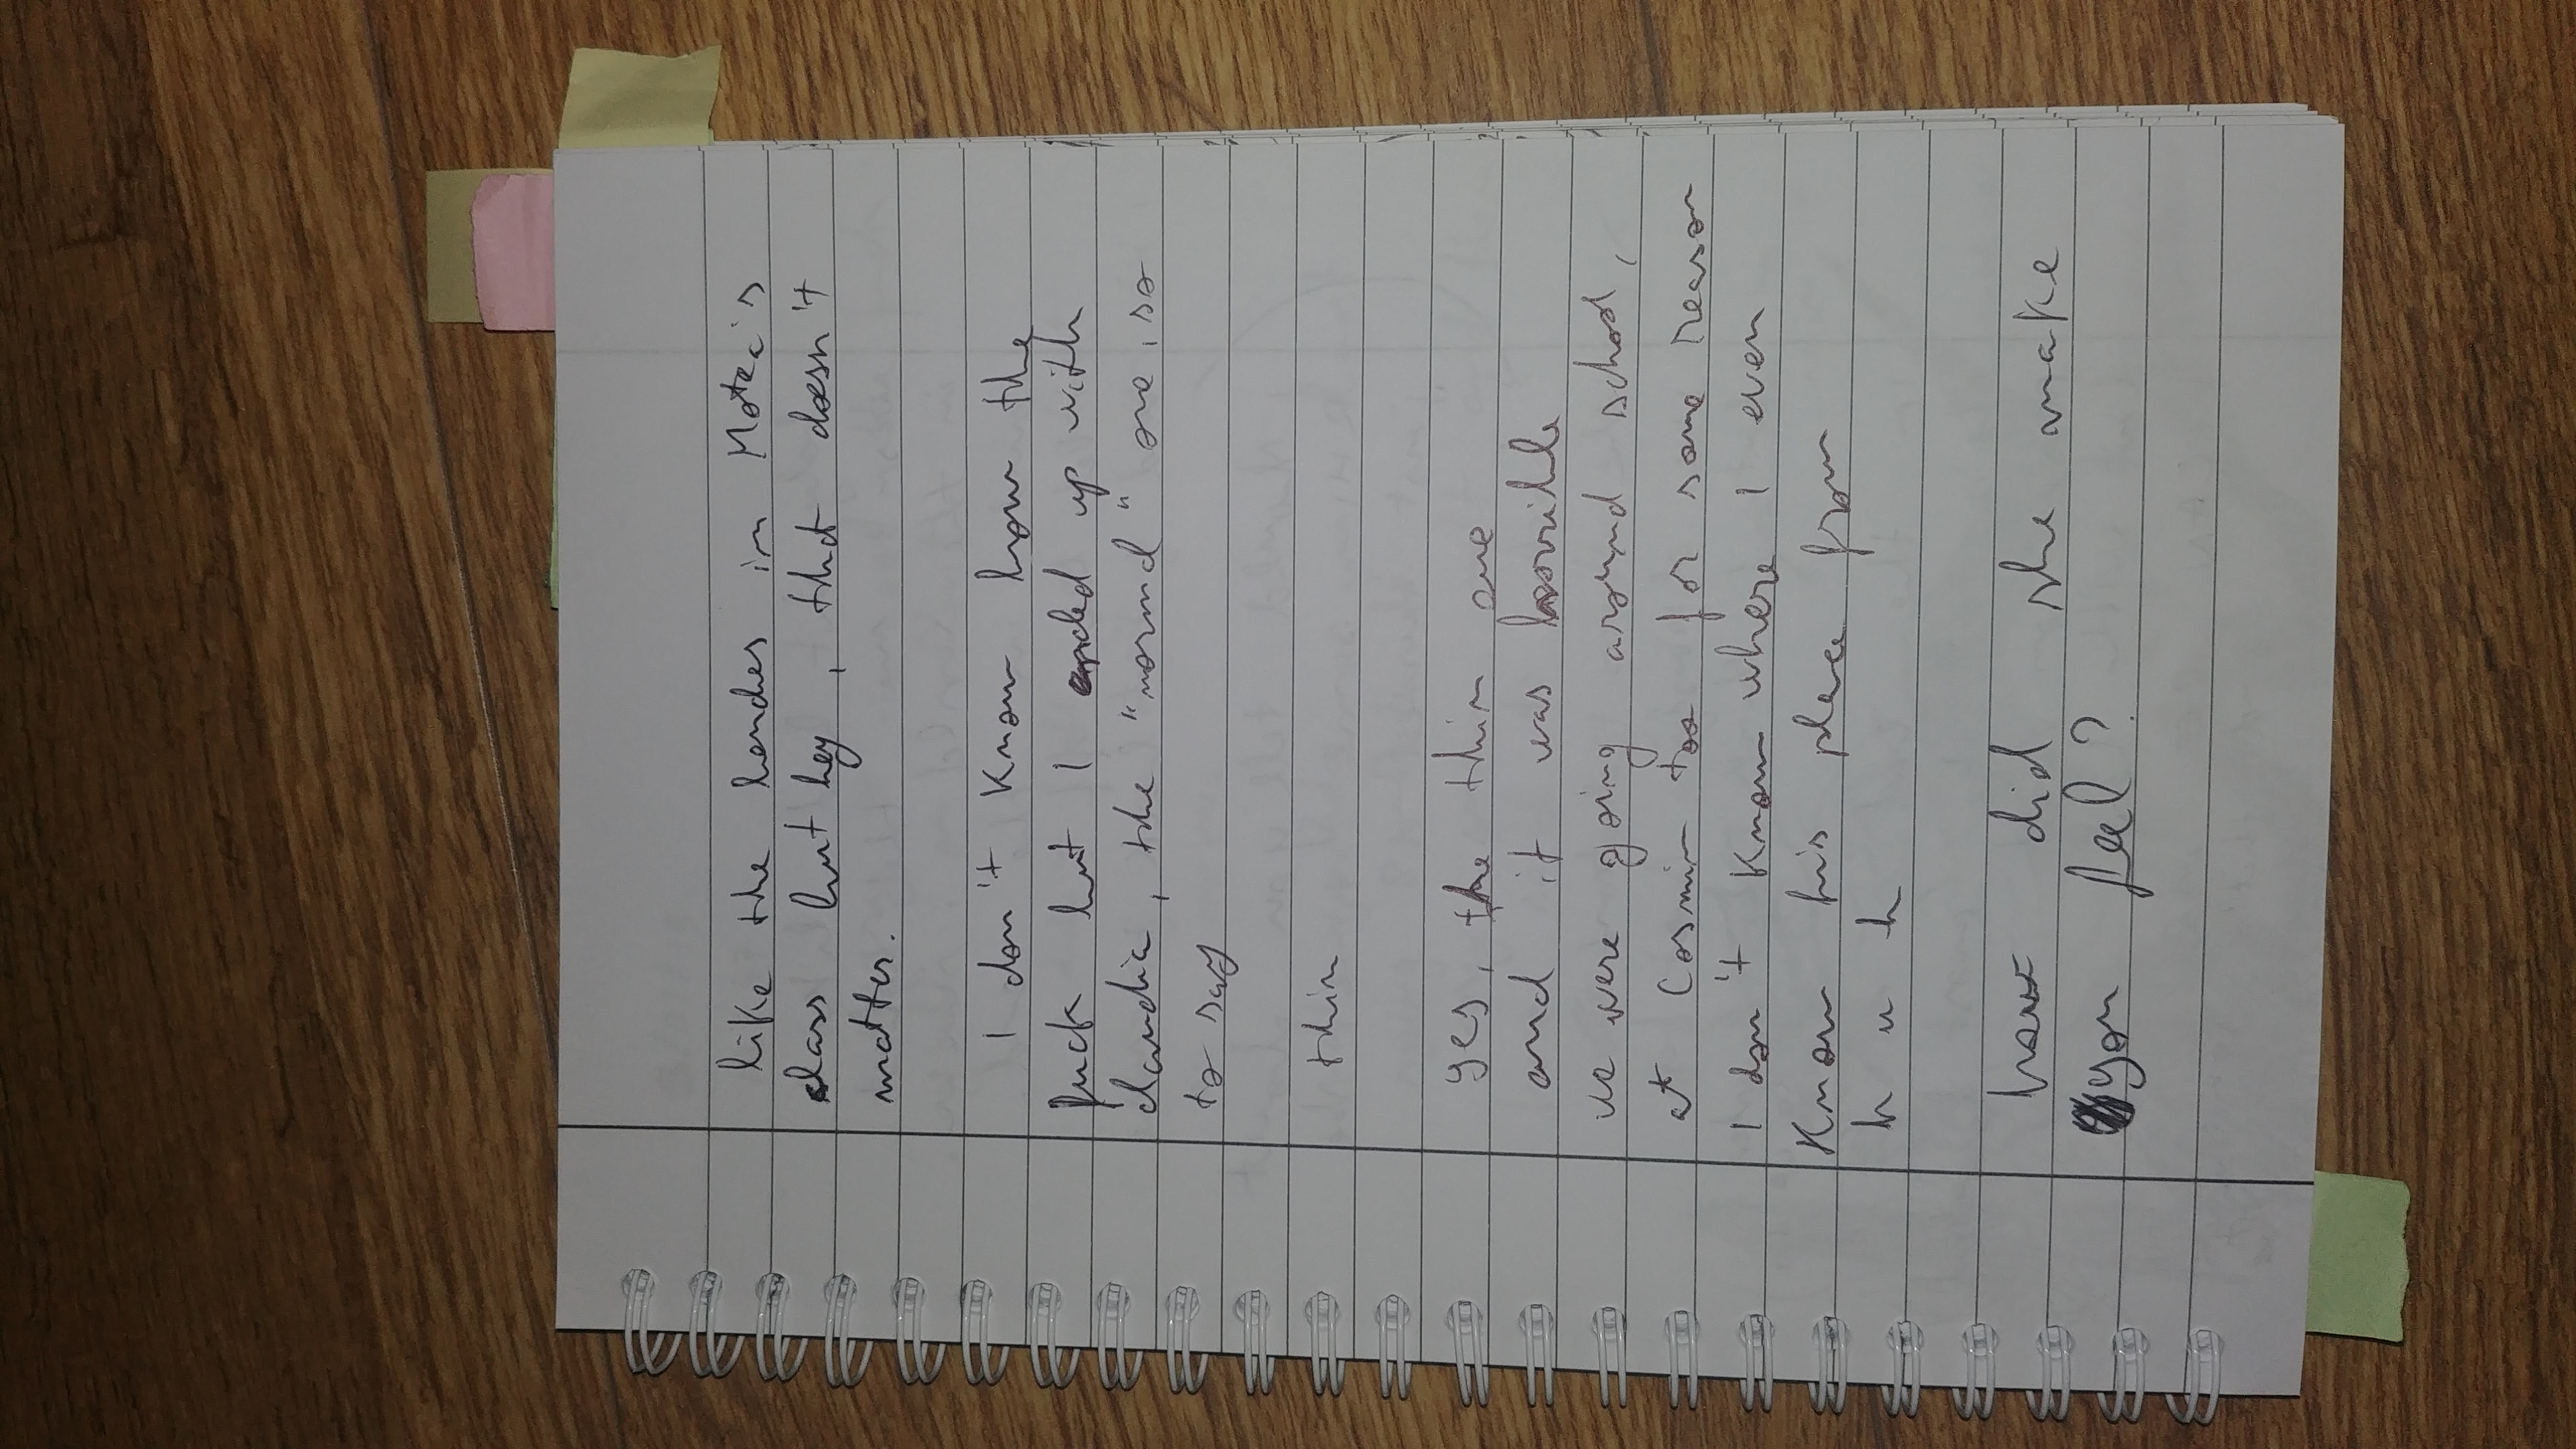 like the benches in Motea's
class but hey, that doesn't
matter.
I don't know how the
fuck but I ended up with
claudia, the "normal" one, so
to say
thin
yes, the thin one
and it was horrible
we were going around school,
at Cosmin too for some reason
I don't know where I even
know his place from
h u h
how did she make
you feel?